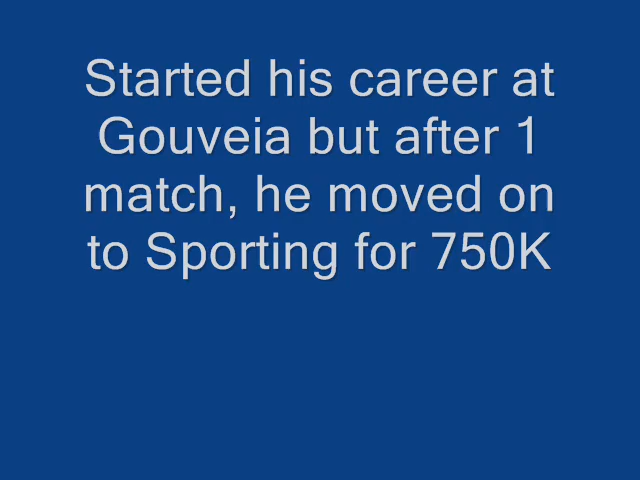 Started his career at
Gouveia but after 1
match, he moved on
to Sporting for 750K